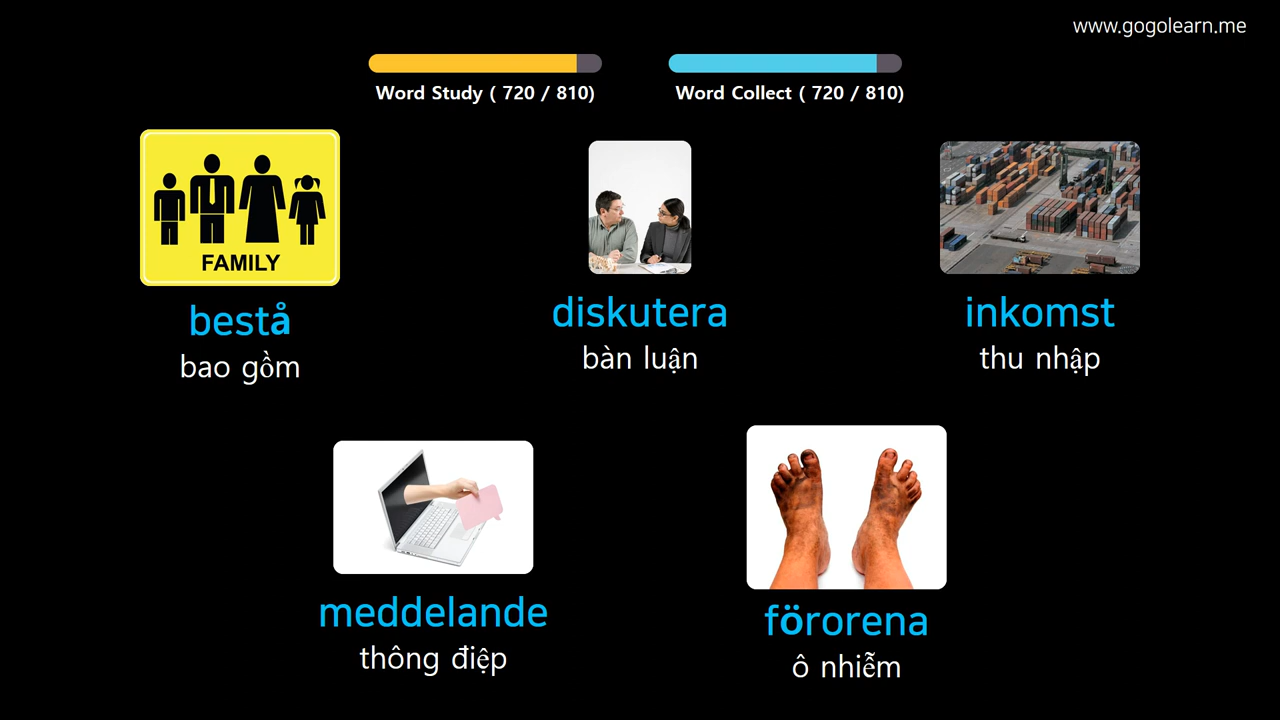 www.gogolearn.me
Word Study ( 720 / 810)
Word Collect ( 720 / 810)
FAMILY
bestå
bao gồm
diskutera
bàn luận
inkomst
thu nhập
meddelande
thông điệp
förorena
ô nhiễm